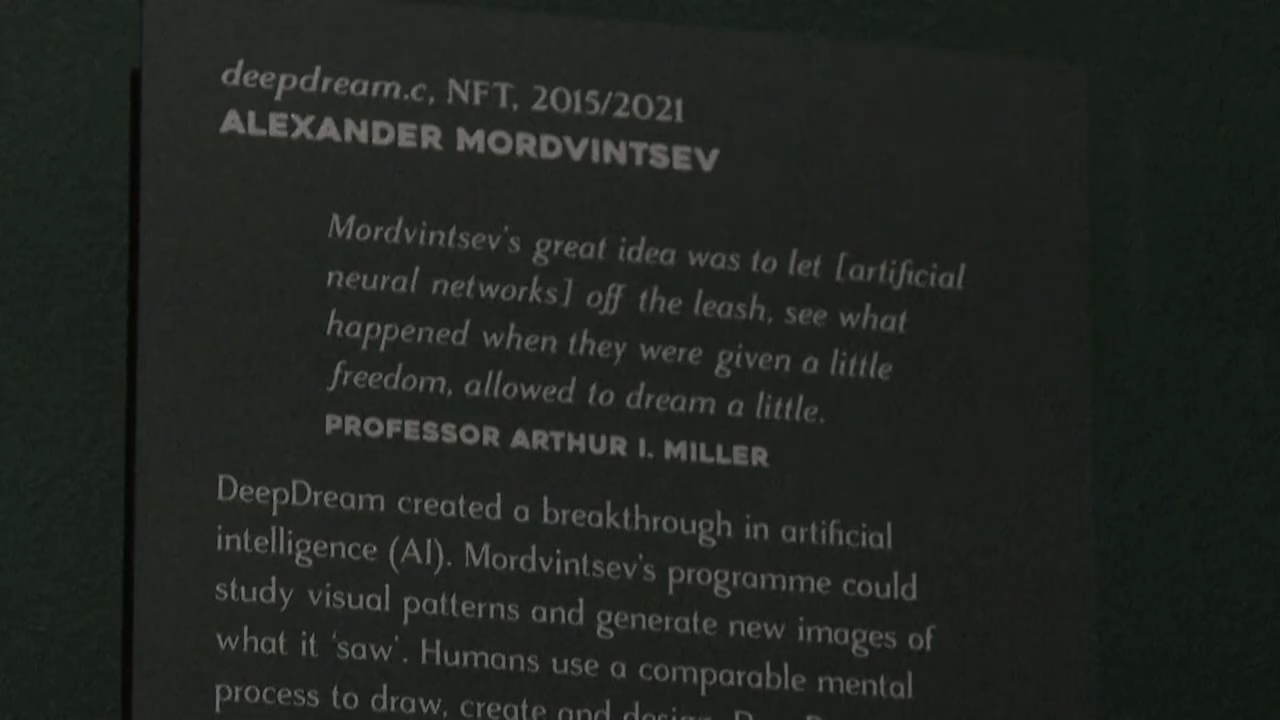 deepdream.c, NFT, 2015/2021
ALEXANDER MORDVINTSEV
Mordvintsev's great idea was to let [artificial
neural networks] off the leash, see what
happened when they were given a little
freedom, allowed to dream a little.
PROFESSOR ARTHUR I. MILLER
DeepDream created a breakthrough in artificial
intelligence (AI). Mordvintsev's programme could
study visual patterns and generate new images of
what it 'saw'. Humans use a comparable mental
process to draw, create and